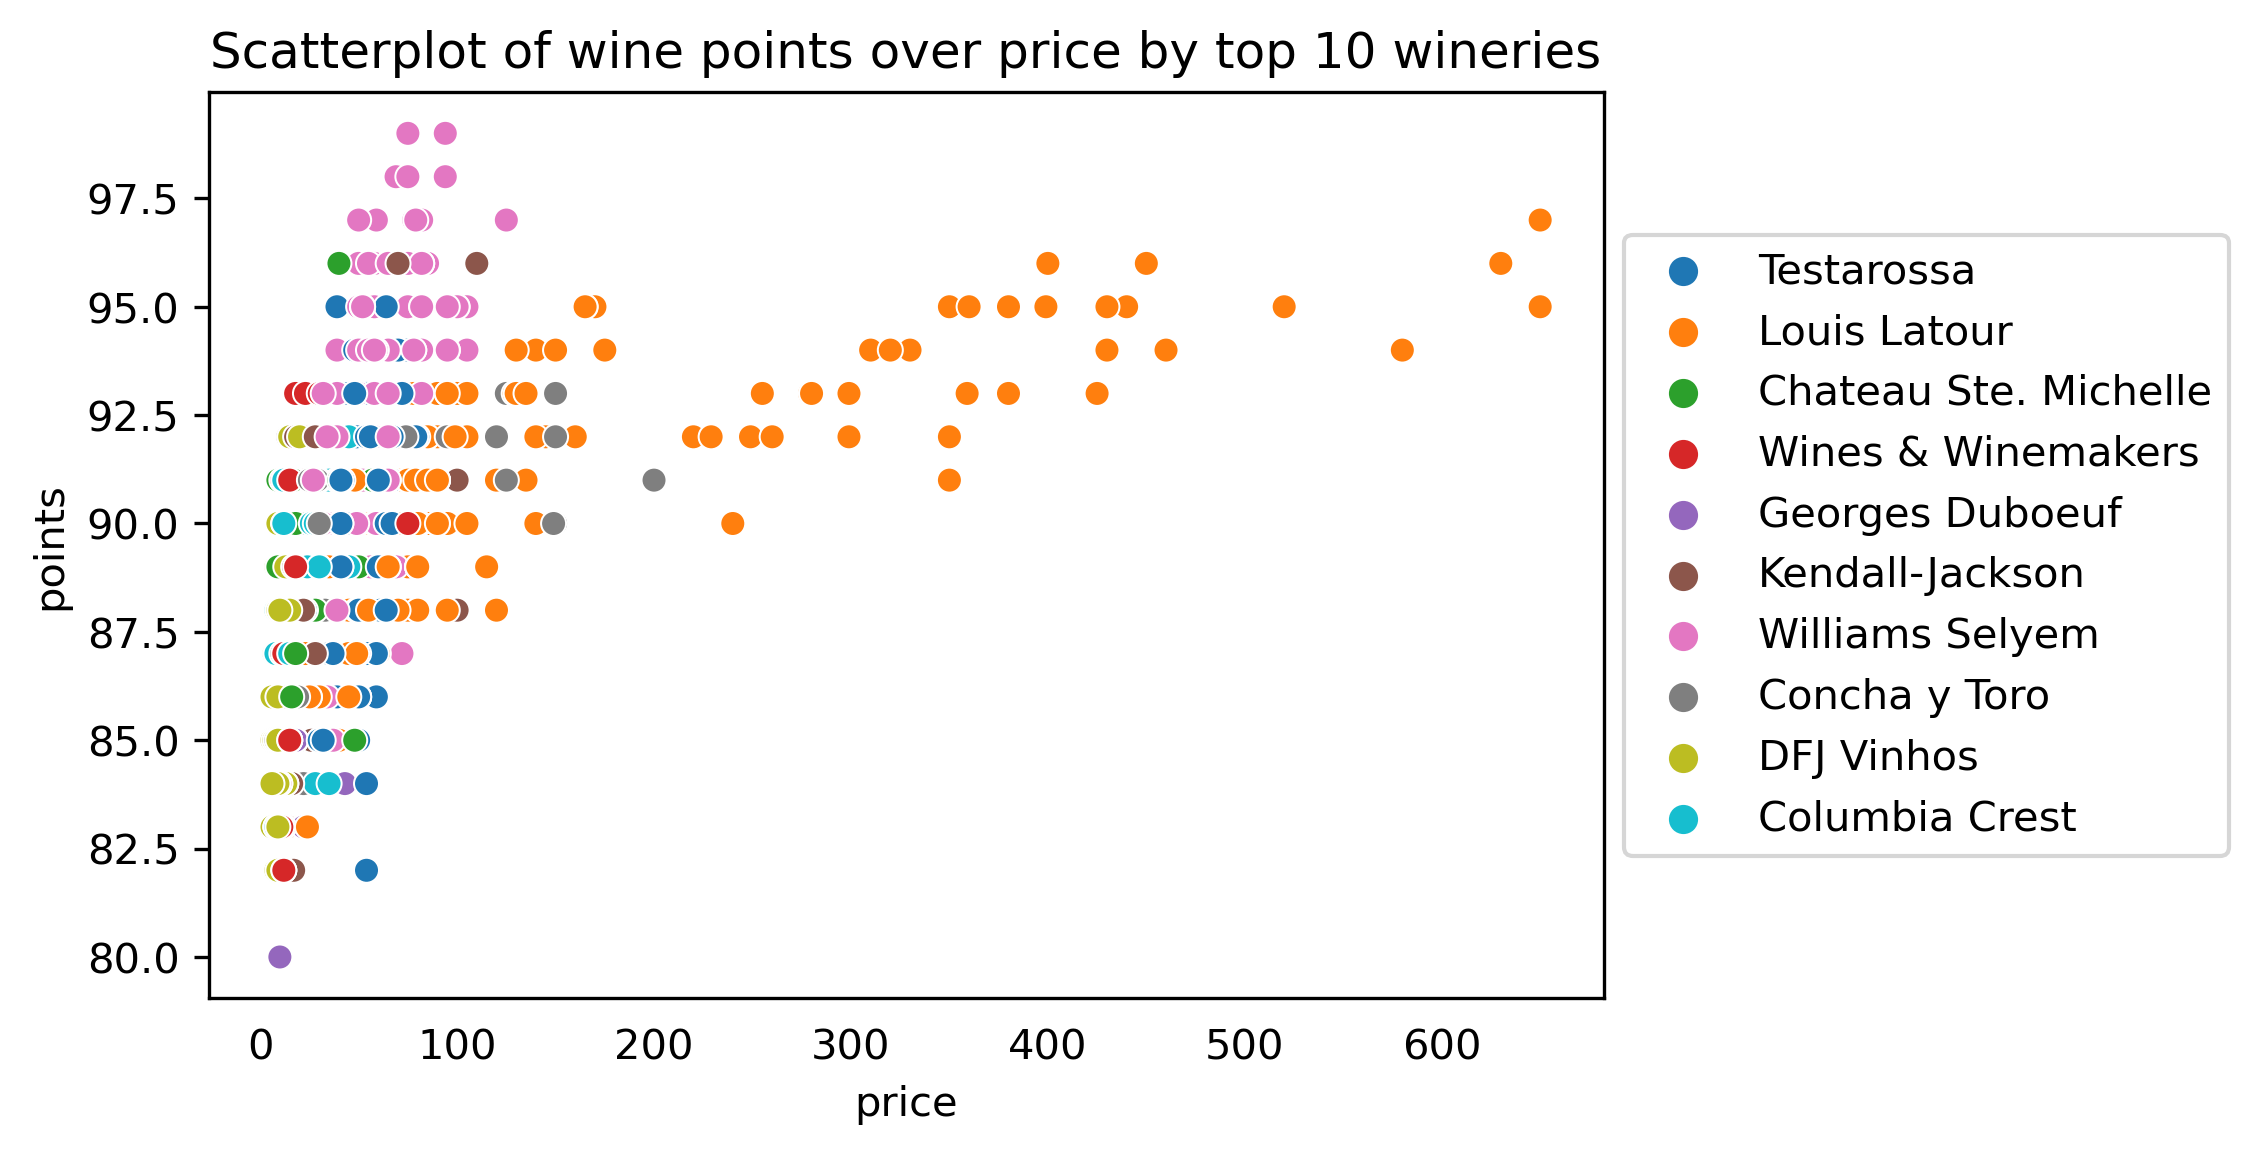 Scatterplot of wine points over price by top 10 wineries
points
97.5
95.0
92.5
90.0
87.5
85.0
82.5
80.0
0 100 200 300 400 500 600
price
Testarossa
Louis Latour
Chateau Ste. Michelle
Wines & Winemakers
Georges Duboeuf
Kendall-Jackson
Williams Selyem
Concha y Toro
DFJ Vinhos
Columbia Crest